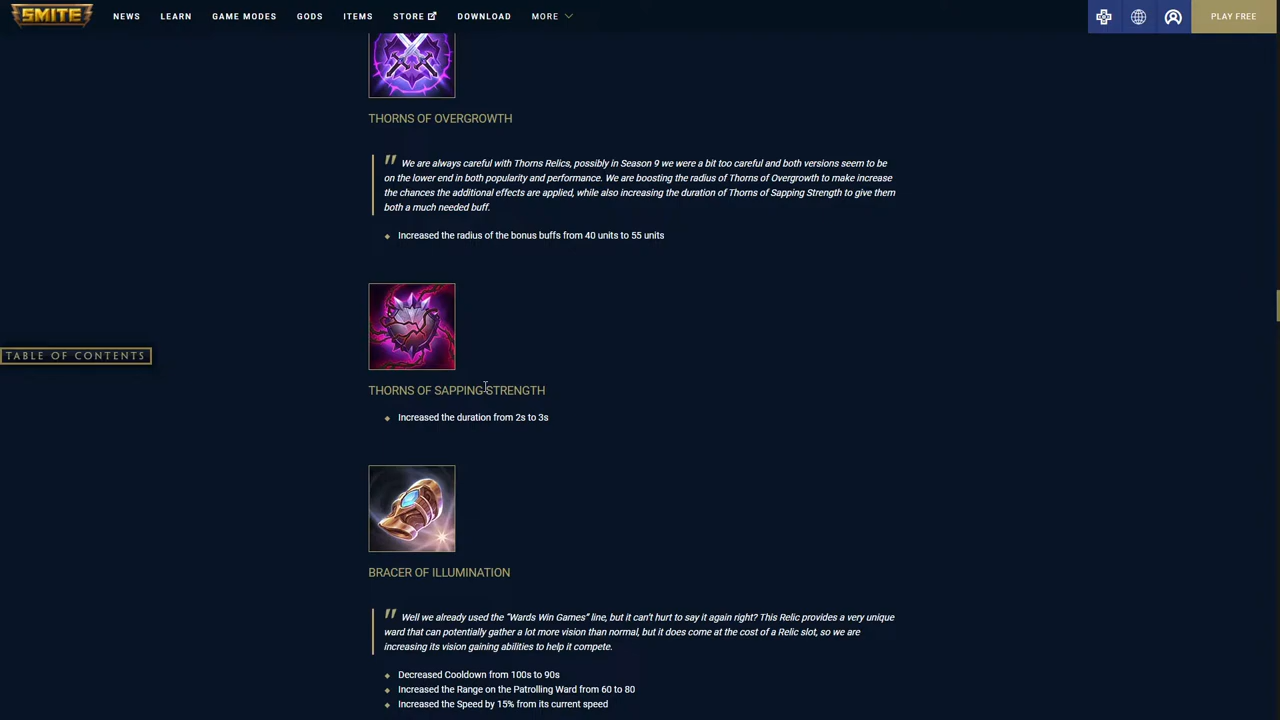 SMITE NEWS LEARN GAME MODES GODS ITEMS STORE DOWNLOAD MORE PLAY FREE
THORNS OF OVERGROWTH
" We are always careful with Thorns Relics, possibly in Season 9 we were a bit too careful and both versions seem to be
on the lower end in both popularity and performance. We are boosting the radius of Thorns of Overgrowth to make increase
the chances the additional effects are applied, while also increasing the duration of Thorns of Sapping Strength to give them
both a much needed buff.
Increased the radius of the bonus buffs from 40 units to 55 units
TABLE OF CONTENTS
THORNS OF SAPPING STRENGTH
Increased the duration from 2s to 3s
BRACER OF ILLUMINATION
" Well we already used the “Wards Win Games” line, but it can’t hurt to say it again right? This Relic provides a very unique
ward that can potentially gather a lot more vision than normal, but it does come at the cost of a Relic slot, so we are
increasing its vision gaining abilities to help it compete.
Decreased Cooldown from 100s to 90s
Increased the Range on the Patrolling Ward from 60 to 80
Increased the Speed by 15% from its current speed